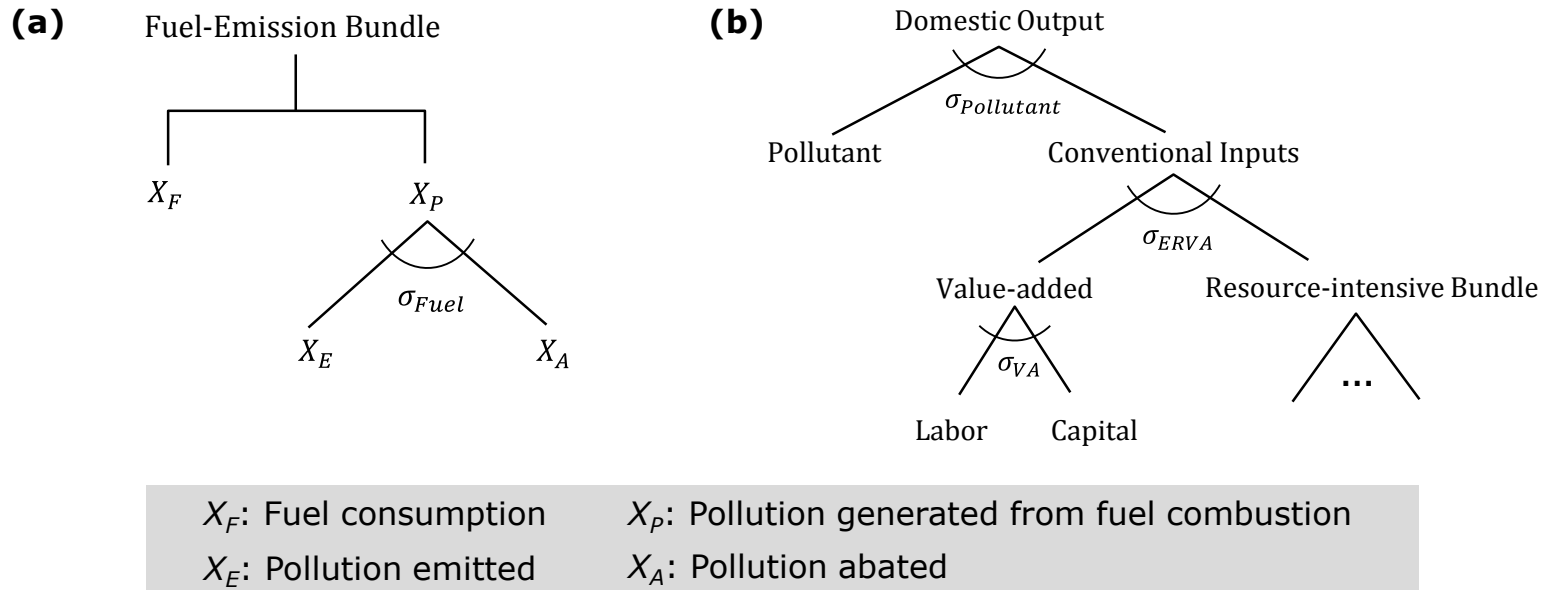 (a)
Fuel-Emission Bundle
X_F
X_P
σ_Fuel
X_E
X_A
(b)
Domestic Output
σ_Pollutant
Pollutant
Conventional Inputs
σ_ERVA
Value-added
Resource-intensive Bundle
σ_VA
...
Labor
Capital
X_F: Fuel consumption
X_P: Pollution generated from fuel combustion
X_E: Pollution emitted
X_A: Pollution abated